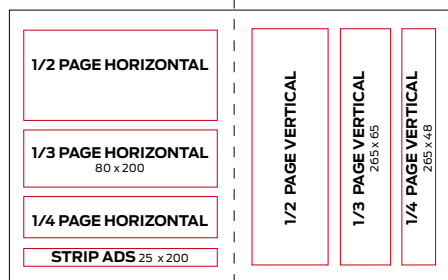 1/2 PAGE HORIZONTAL
1/3 PAGE HORIZONTAL
80 x 200
1/4 PAGE HORIZONTAL
STRIP ADS 25 x 200
1/2 PAGE VERTICAL
1/3 PAGE VERTICAL
265 x 65
1/4 PAGE VERTICAL
265 x 48